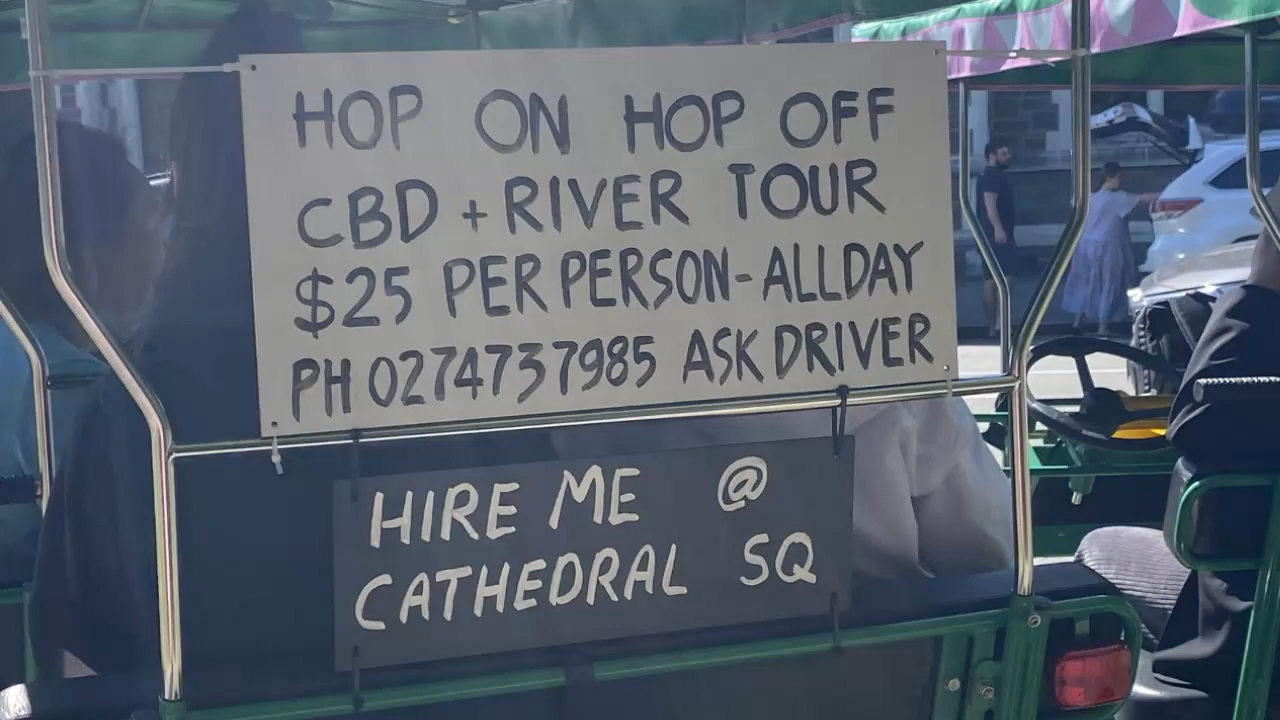 HOP ON HOP OFF
CBD + RIVER TOUR
$25 PER PERSON - ALLDAY
PH 0274737985 ASK DRIVER
HIRE ME @
CATHEDRAL SQ